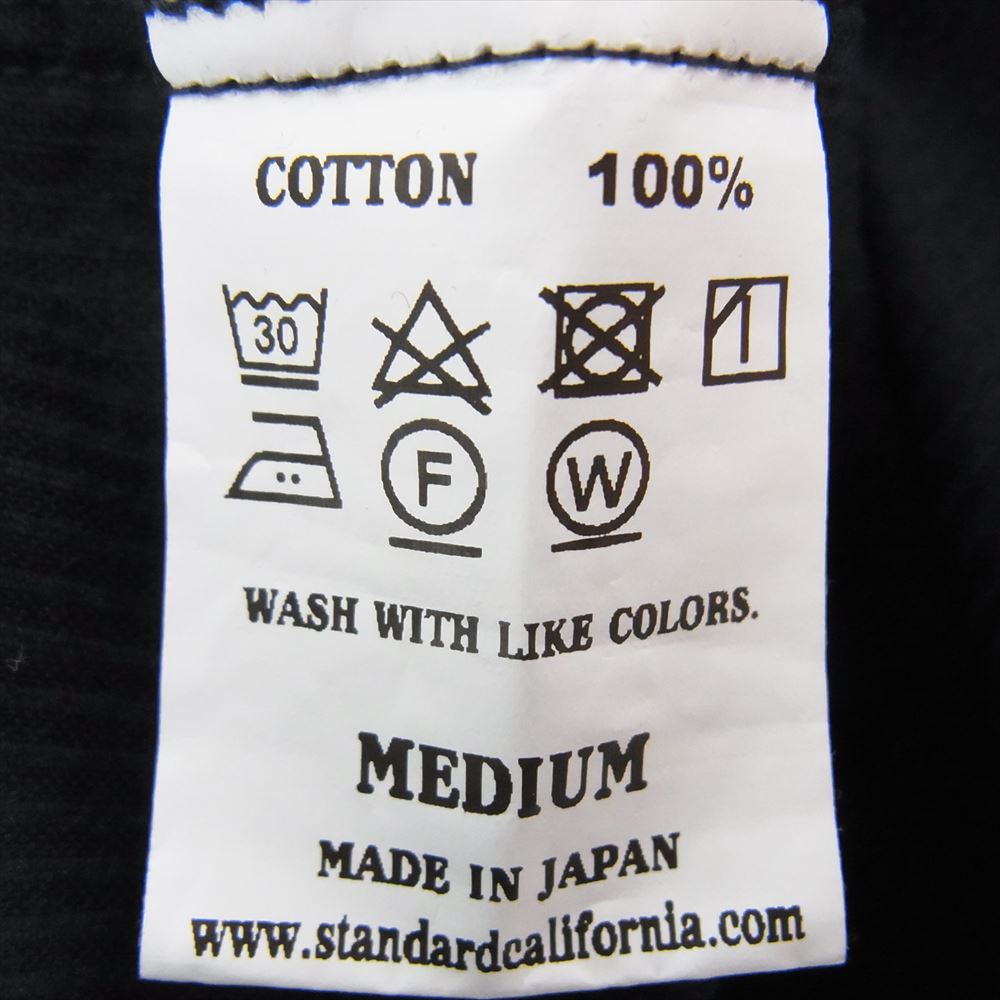 COTTON 100%
30
F W
WASH WITH LIKE COLORS.
MEDIUM
MADE IN JAPAN
www.standardcalifornia.com